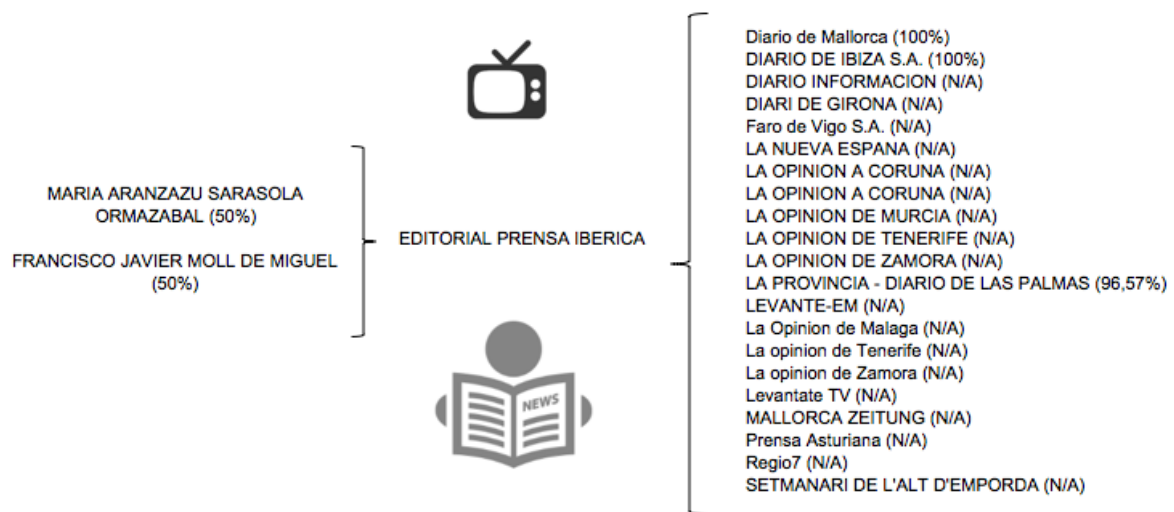 MARIA ARANZAZU SARASOLA
ORMAZABAL (50%)
FRANCISCO JAVIER MOLL DE MIGUEL
(50%)
EDITORIAL PRENSA IBERICA
NEWS
Diario de Mallorca (100%)
DIARIO DE IBIZA S.A. (100%)
DIARIO INFORMACION (N/A)
DIARI DE GIRONA (N/A)
Faro de Vigo S.A. (N/A)
LA NUEVA ESPANA (N/A)
LA OPINION A CORUNA (N/A)
LA OPINION A CORUNA (N/A)
LA OPINION DE MURCIA (N/A)
LA OPINION DE TENERIFE (N/A)
LA OPINION DE ZAMORA (N/A)
LA PROVINCIA - DIARIO DE LAS PALMAS (96,57%)
LEVANTE-EM (N/A)
La Opinion de Malaga (N/A)
La opinion de Tenerife (N/A)
La opinion de Zamora (N/A)
Levantate TV (N/A)
MALLORCA ZEITUNG (N/A)
Prensa Asturiana (N/A)
Regio7 (N/A)
SETMANARI DE L'ALT D'EMPORDA (N/A)